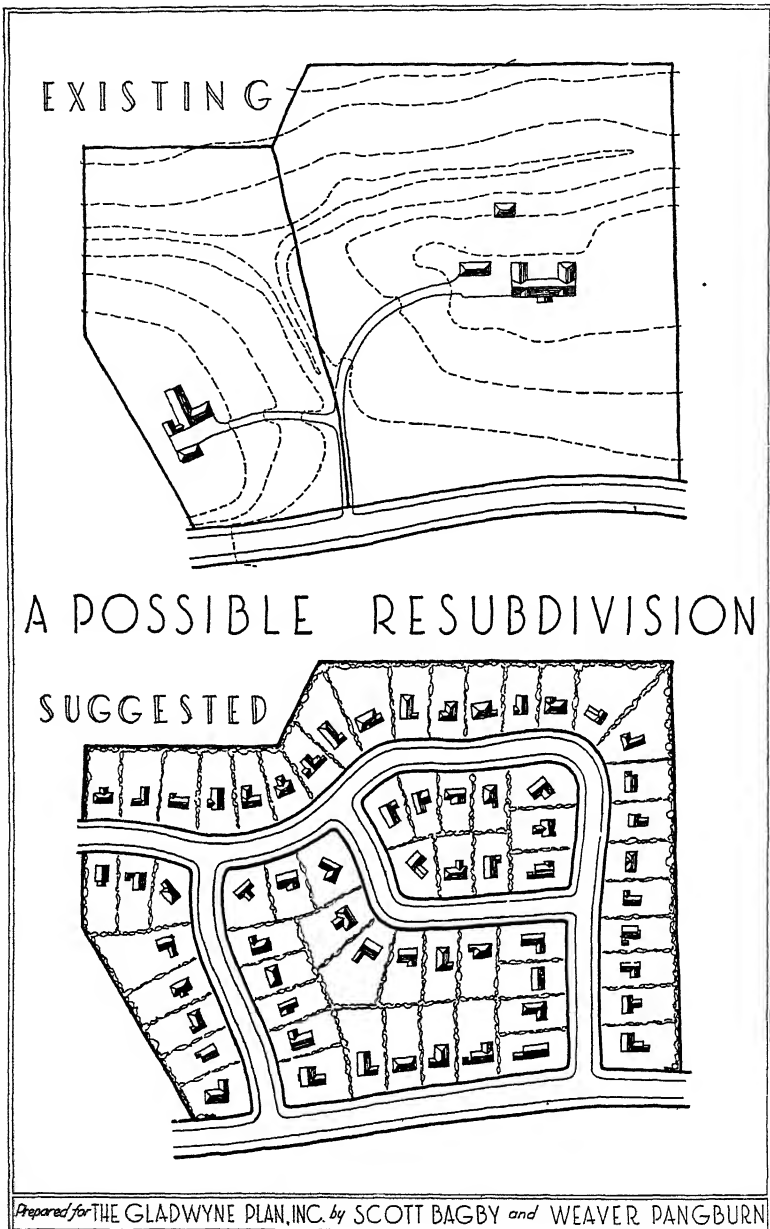 EXISTING
A POSSIBLE RESUBDIVISION
SUGGESTED
Prepared for THE GLADWYNE PLAN, INC. by SCOTT BAGBY and WEAVER PANGBURN